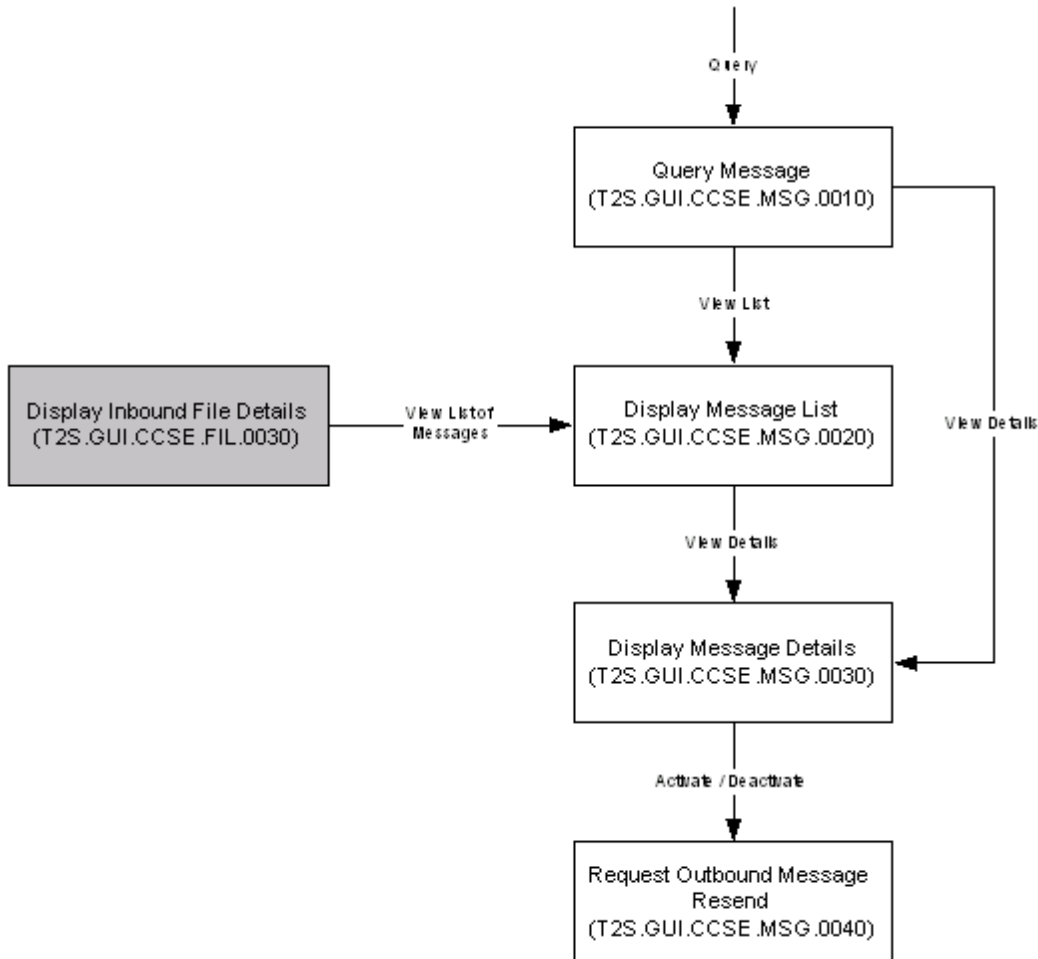 Query
Query Message
(T2S.GUI.CCSE.MSG.0010)
View List
Display Inbound File Details
(T2S.GUI.CCSE.FIL.0030)
View List of
Messages
Display Message List
(T2S.GUI.CCSE.MSG.0020)
View Details
View Details
Display Message Details
(T2S.GUI.CCSE.MSG.0030)
Activate / Deactivate
Request Outbound Message
Resend
(T2S.GUI.CCSE.MSG.0040)